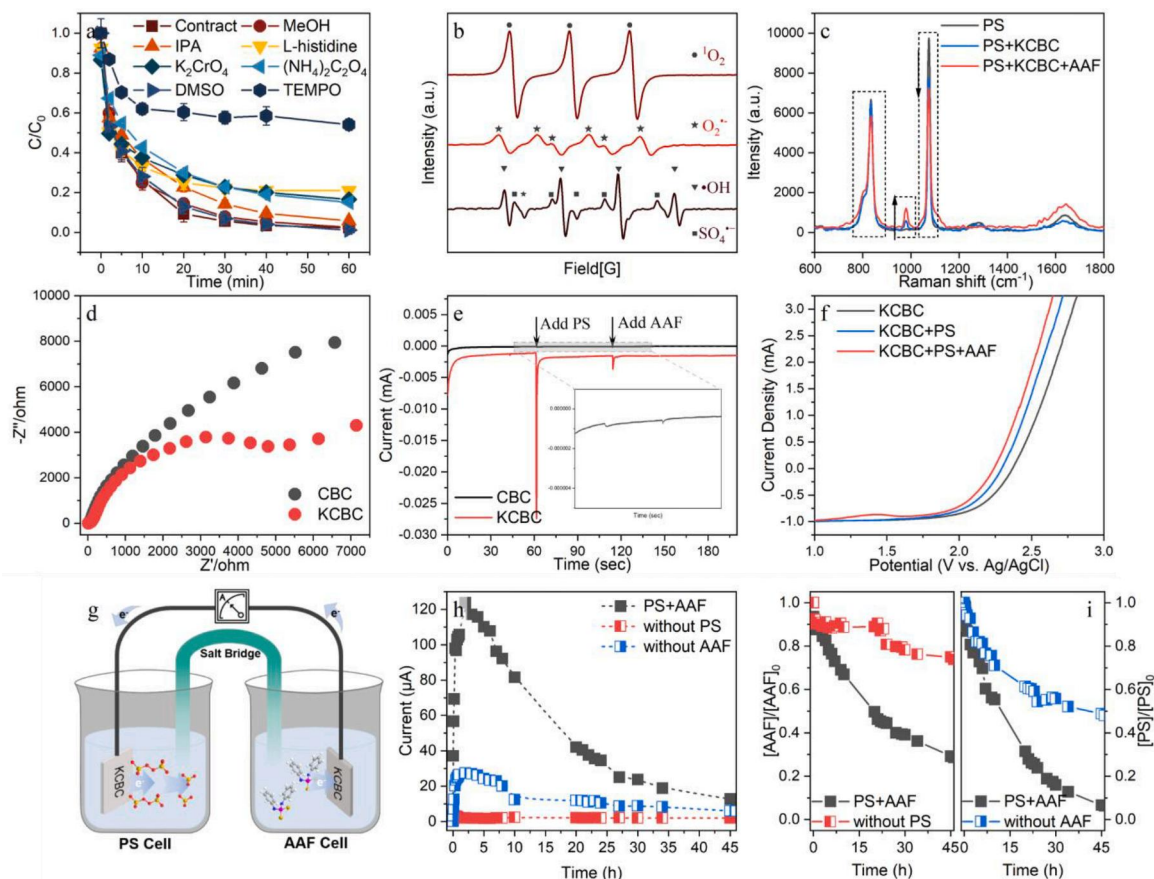 a
Contract
MeOH
IPA
L-histidine
K₂CrO₄
(NH₄)₂C₂O₄
DMSO
TEMPO
C/C₀
1.0
0.8
0.6
0.4
0.2
0.0
0 10 20 30 40 50 60
Time (min)
b
¹O₂
O₂•-
•OH
SO₄•-
Intensity (a.u.)
Field[G]
c
PS
PS+KCBC
PS+KCBC+AAF
Itensity (a.u.)
10000
8000
6000
4000
2000
0
600 800 1000 1200 1400 1600 1800
Raman shift (cm⁻¹)
d
CBC
KCBC
-Z''/ohm
10000
8000
6000
4000
2000
0
0 1000 2000 3000 4000 5000 6000 7000
Z'/ohm
e
Add PS
Add AAF
CBC
KCBC
Current (mA)
0.005
0.000
-0.005
-0.010
-0.015
-0.020
-0.025
-0.030
0.000000
-0.000002
-0.000004
Time (sec)
0 30 60 90 120 150 180
Time (sec)
f
KCBC
KCBC+PS
KCBC+PS+AAF
Current Density (mA)
3.0
2.5
2.0
1.5
1.0
0.5
0.0
-0.5
-1.0
1.0 1.5 2.0 2.5 3.0
Potential (V vs. Ag/AgCl)
g
A
e⁻
e⁻
Salt Bridge
KCBC
KCBC
PS Cell
AAF Cell
h
PS+AAF
without PS
without AAF
Current (μA)
120
100
80
60
40
20
0
0 5 10 15 20 25 30 35 40 45
Time (h)
i
[AAF]/[AAF]₀
1.0
0.8
0.6
0.4
0.2
0.0
PS+AAF
without PS
0 15 30 45
Time (h)
PS+AAF
without AAF
0 15 30 45
Time (h)
1.0
0.8
0.6
0.4
0.2
0.0
[PS]/[PS]₀